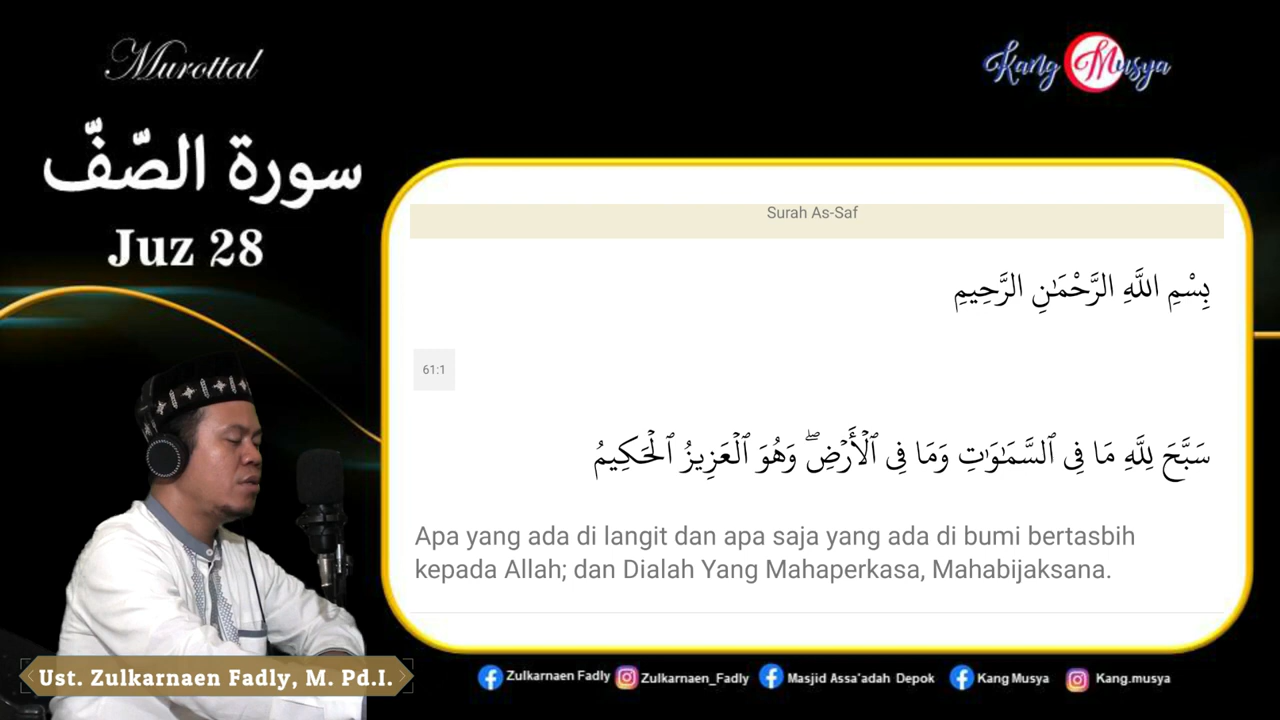 Murottal
Kang Musya
سورة الصّفّ
Juz 28
Surah As-Saf
بِسْمِ اللَّهِ الرَّحْمَٰنِ الرَّحِيمِ
61:1
سَبَّحَ لِلَّهِ مَا فِى ٱلسَّمَٰوَٰتِ وَمَا فِى ٱلْأَرْضِ ۖ وَهُوَ ٱلْعَزِيزُ ٱلْحَكِيمُ
Apa yang ada di langit dan apa saja yang ada di bumi bertasbih
kepada Allah; dan Dialah Yang Mahaperkasa, Mahabijaksana.
Ust. Zulkarnaen Fadly, M. Pd.I.
Zulkarnaen Fadly Zulkarnaen_Fadly Masjid Assa'adah Depok Kang Musya Kang.musya